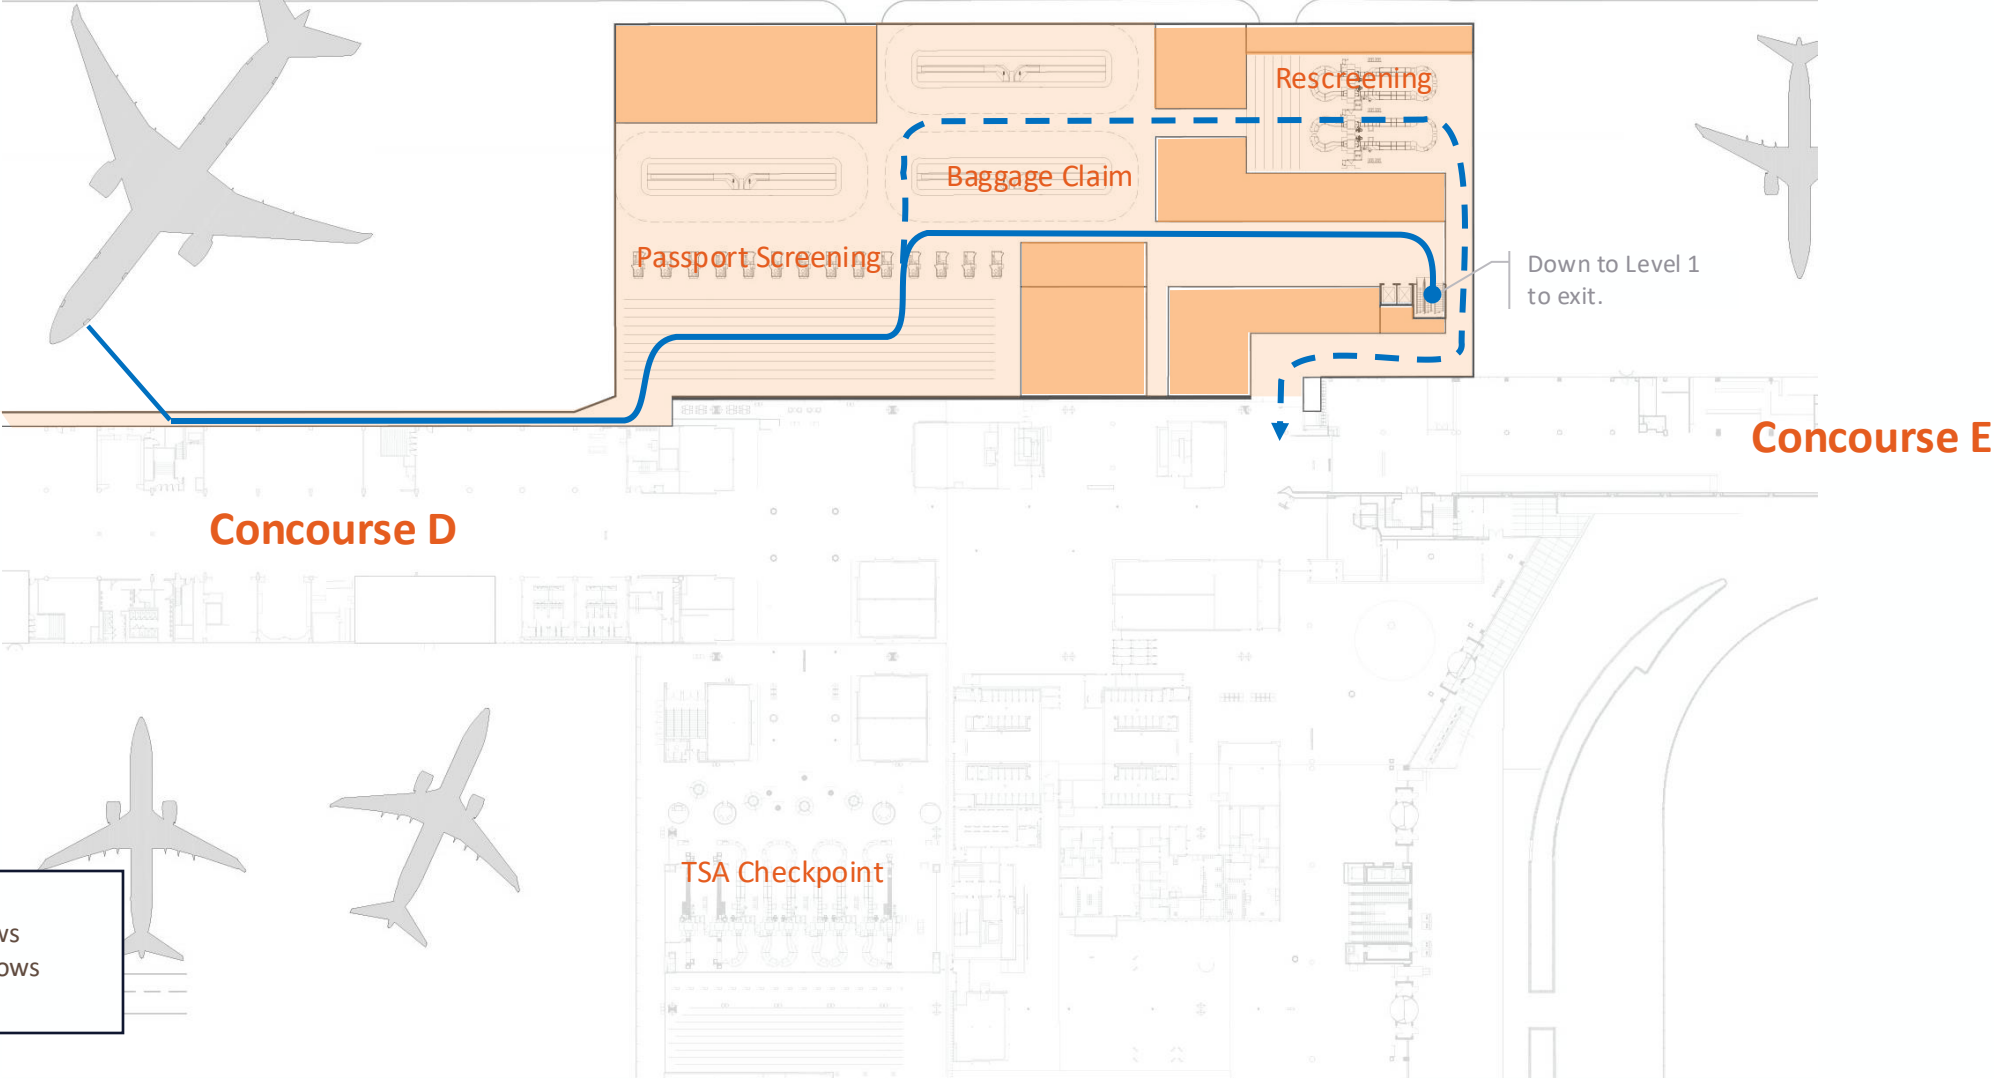 Rescreening
Baggage Claim
Passport Screening
Down to Level 1
to exit.
Concourse E
Concourse D
TSA Checkpoint